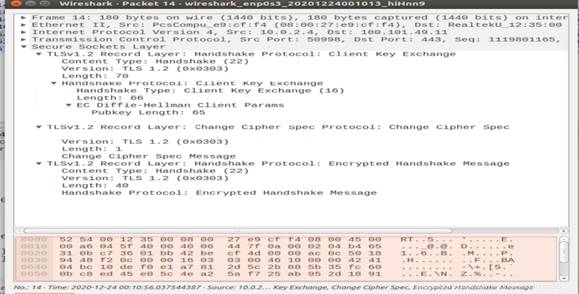 Wireshark · Packet 14 · wireshark_enp0s3_20201224001013_hiHnn9
Frame 14: 180 bytes on wire (1440 bits), 180 bytes captured (1440 bits) on inter
Ethernet II, Src: PcsCompu_e9:cf:f4 (08:00:27:e9:cf:f4), Dst: RealtekU_12:35:00
Internet Protocol Version 4, Src: 10.0.2.4, Dst: 180.101.49.11
Transmission Control Protocol, Src Port: 50998, Dst Port: 443, Seq: 1119801165,
Secure Sockets Layer
TLSv1.2 Record Layer: Handshake Protocol: Client Key Exchange
Content Type: Handshake (22)
Version: TLS 1.2 (0x0303)
Length: 70
Handshake Protocol: Client Key Exchange
Handshake Type: Client Key Exchange (16)
Length: 66
EC Diffie-Hellman Client Params
Pubkey Length: 65
TLSv1.2 Record Layer: Change Cipher Spec Protocol: Change Cipher Spec
Version: TLS 1.2 (0x0303)
Length: 1
Change Cipher Spec Message
TLSv1.2 Record Layer: Handshake Protocol: Encrypted Handshake Message
Content Type: Handshake (22)
Version: TLS 1.2 (0x0303)
Length: 40
Handshake Protocol: Encrypted Handshake Message
0000 52 54 00 12 35 00 08 00 27 e9 cf f4 08 00 45 00 RT..5... '.....E.
0010 00 a6 04 5f 40 00 40 06 44 7f 0a 00 02 04 b4 65 ..._@.@. D......e
0020 31 0b c7 36 01 bb 42 be cf 4d 00 00 ac 0c 50 18 1..6..B. .M....P.
0030 94 48 f2 0c 00 00 16 03 03 00 46 10 00 00 42 41 .H...... ..F...BA
0040 04 bc 10 de f0 e1 a7 81 2d 5c 2b 08 5b 35 fc 60
0050 0b c8 ed 45 e0 5c 4e a2 5a f7 25 ab 95 2d 18 91 ...E.\N. Z.%..-..
No.: 14 · Time: 2020-12-24 00:10:56.037544387 · Source: 10.0.2... Key Exchange, Change Cipher Spec, Encrypted Handshake Message